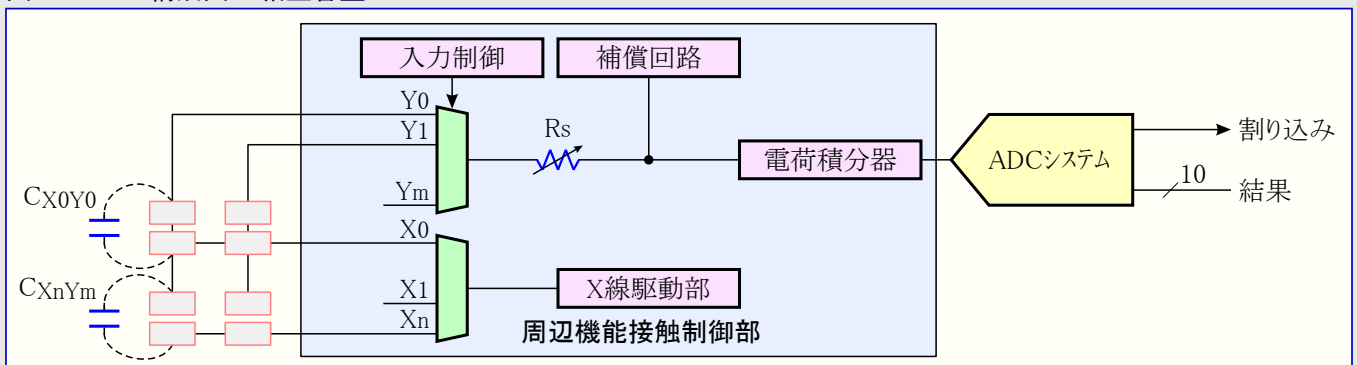 入力制御
補償回路
Y0
Y1
Rs
Ym
電荷積分器
ADCシステム
割り込み
10
結果
CX0Y0
X0
CXnYm
X1
Xn
X線駆動部
周辺機能接触制御部